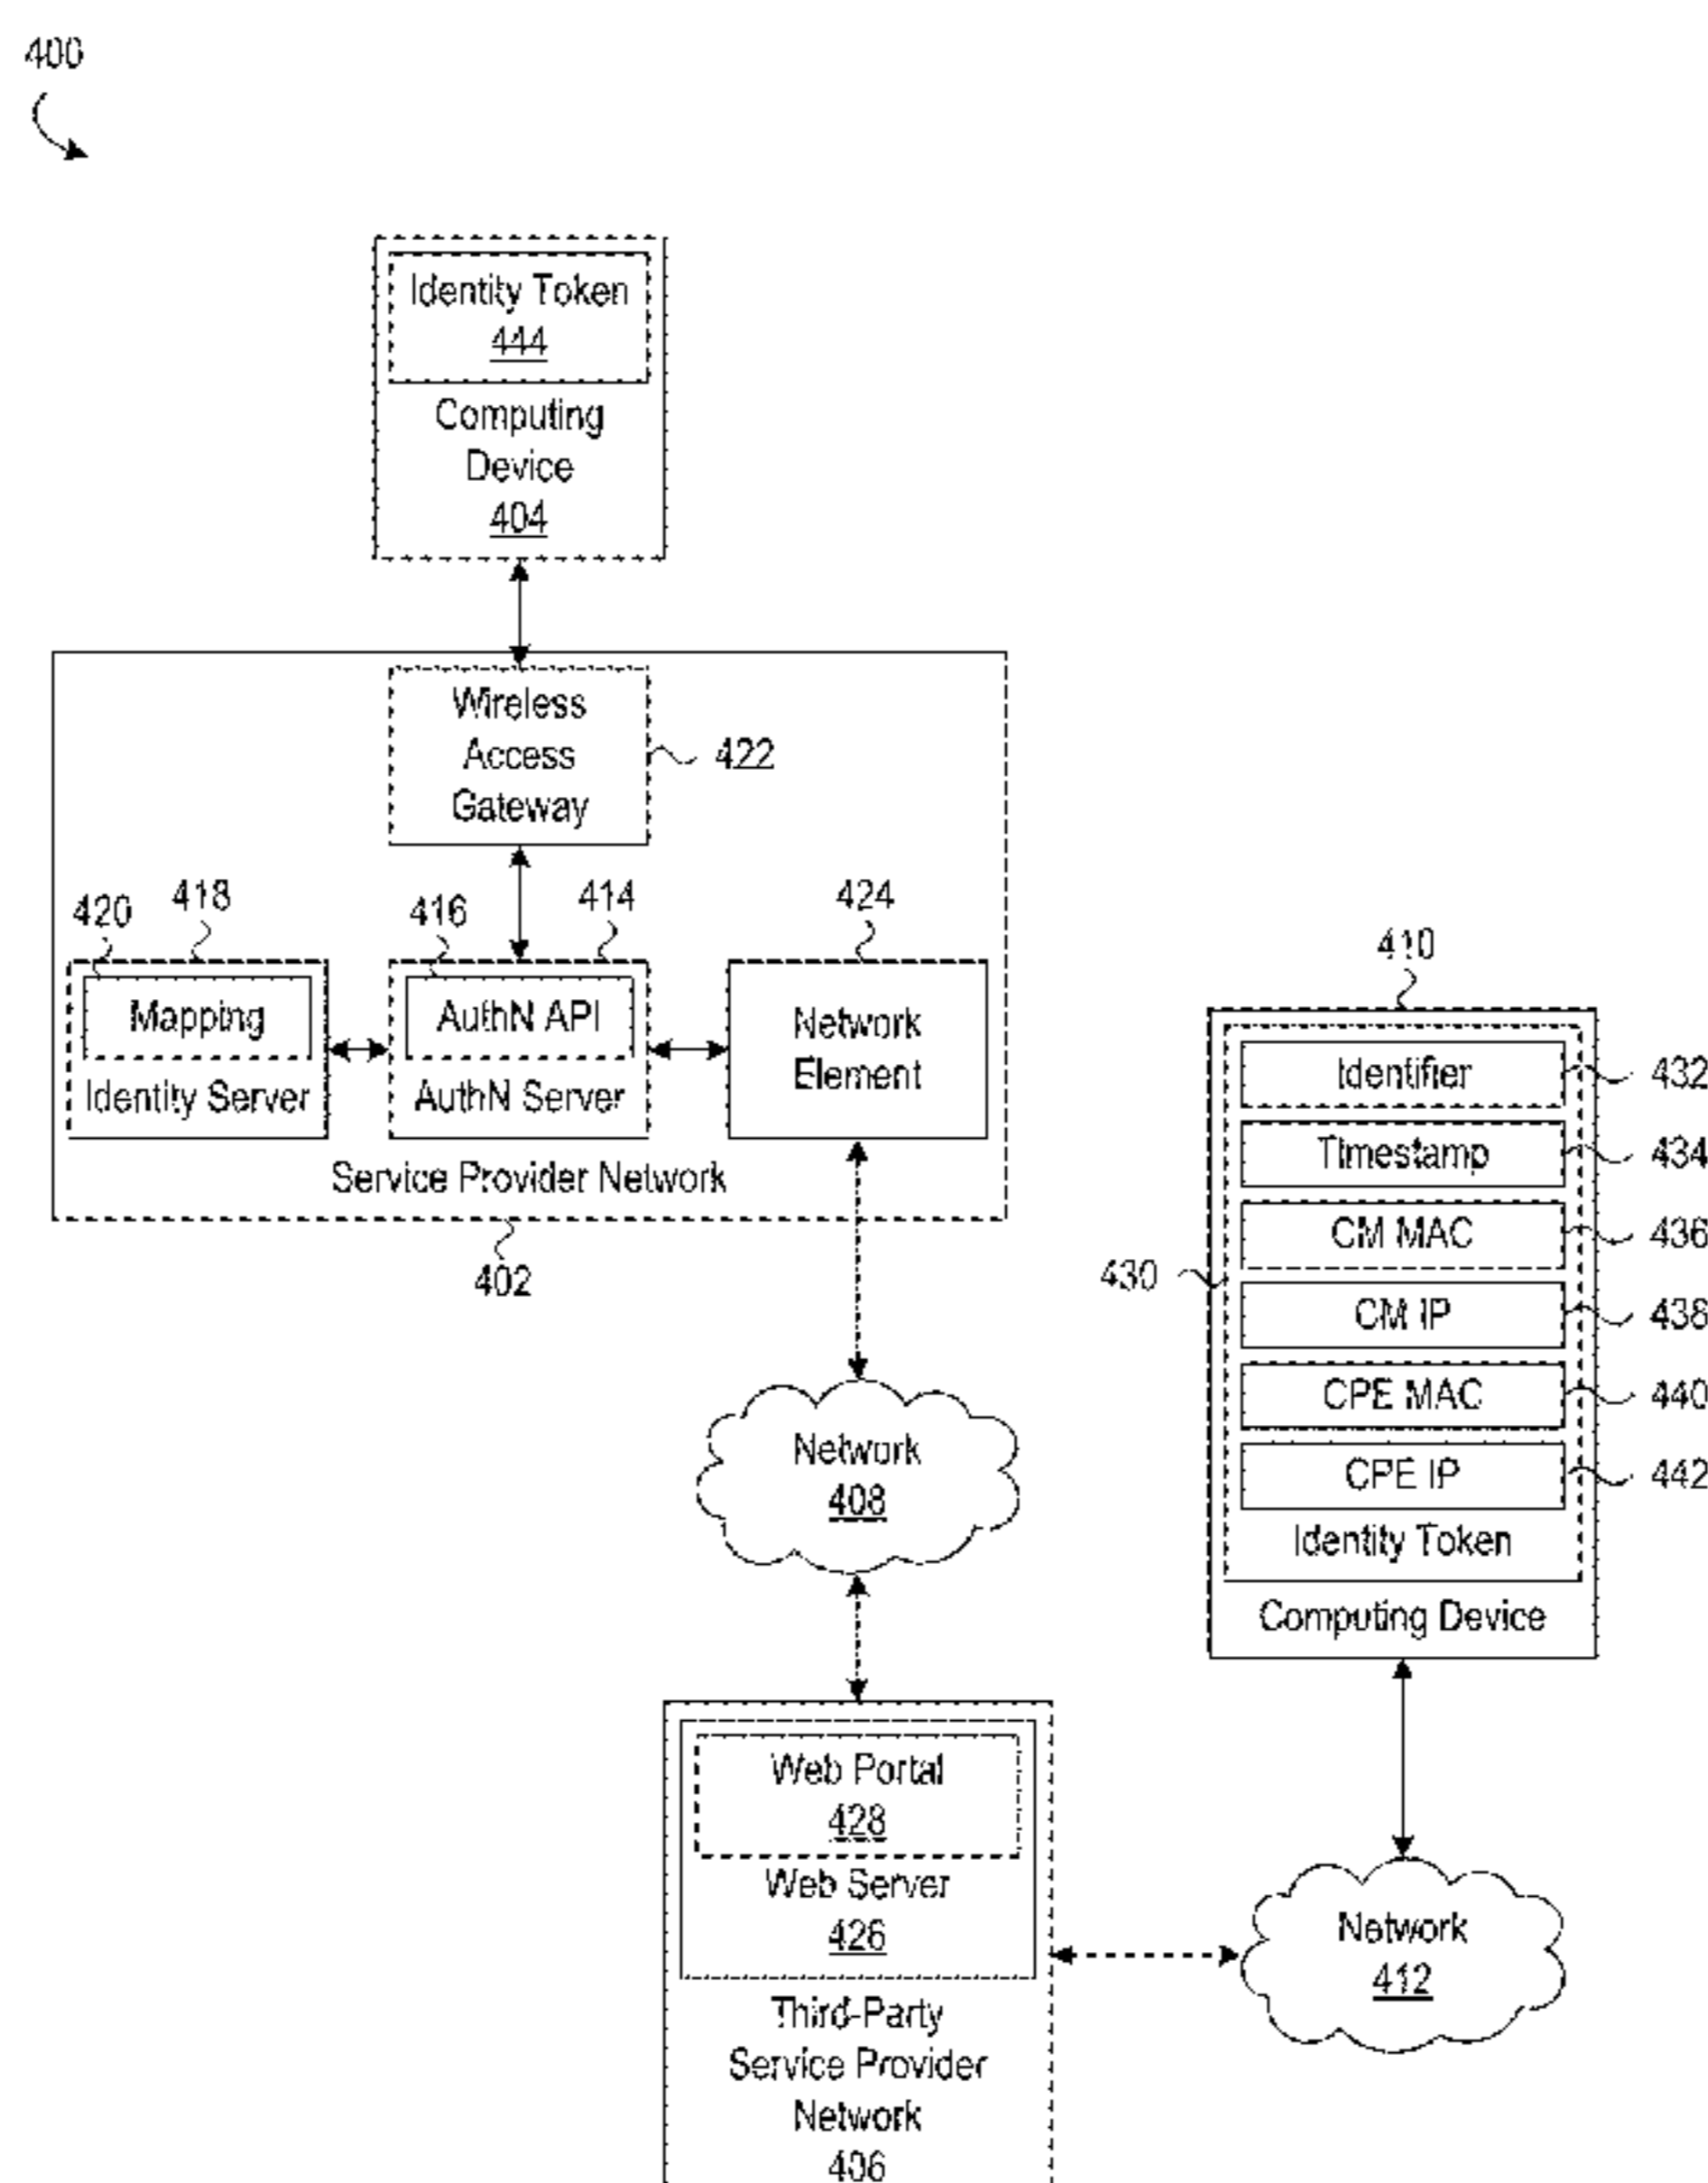 400
Identity Token
444
Computing
Device
404
Wireless
Access
Gateway
422
420
418
416
414
424
Mapping
Identity Server
AuthN API
AuthN Server
Network
Element
Service Provider Network
402
410
Identifier
432
Timestamp
434
CM MAC
436
430
CM IP
438
CPE MAC
440
CPE IP
442
Identity Token
Computing Device
Network
408
Web Portal
428
Web Server
426
Third-Party
Service Provider
Network
406
Network
412